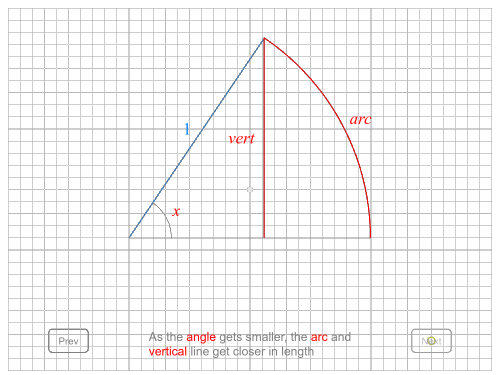 1
vert
arc
x
Prev
As the angle gets smaller, the arc and
vertical line get closer in length
Next